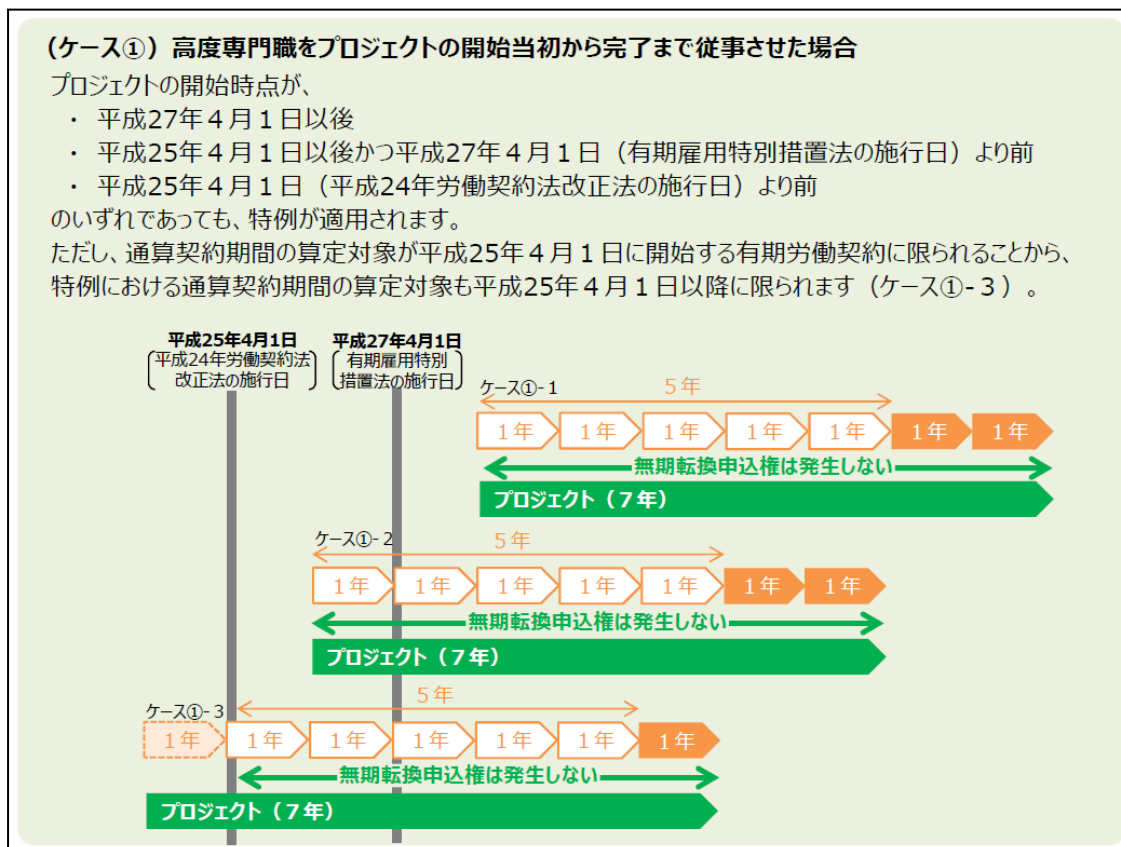 （ケース①）高度専門職をプロジェクトの開始当初から完了まで従事させた場合
プロジェクトの開始時点が、
・ 平成27年４月１日以後
・ 平成25年４月１日以後かつ平成27年４月１日（有期雇用特別措置法の施行日）より前
・ 平成25年４月１日（平成24年労働契約法改正法の施行日）より前
のいずれであっても、特例が適用されます。
ただし、通算契約期間の算定対象が平成25年４月１日に開始する有期労働契約に限られることから、
特例における通算契約期間の算定対象も平成25年４月１日以降に限られます（ケース①-３）。
平成25年4月1日
平成24年労働契約法
改正法の施行日
平成27年4月1日
有期雇用特別
措置法の施行日
ケース①-１
５年
１年 １年 １年 １年 １年 １年 １年
無期転換申込権は発生しない
プロジェクト（７年）
ケース①-２
５年
１年 １年 １年 １年 １年 １年 １年
無期転換申込権は発生しない
プロジェクト（７年）
ケース①-３
５年
１年 １年 １年 １年 １年 １年 １年
無期転換申込権は発生しない
プロジェクト（７年）